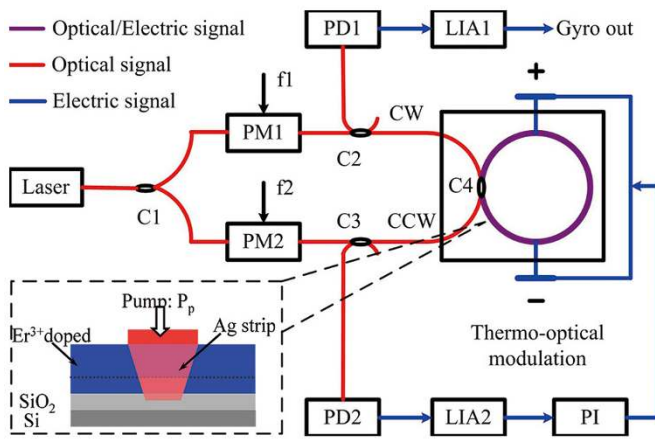 Optical/Electric signal
Optical signal
Electric signal
PD1
LIA1
Gyro out
f1
PM1
C2
CW
+
Laser
C1
C4
f2
PM2
C3
CCW
−
Pump: Pₚ
Er³⁺doped
Ag strip
SiO₂
Si
Thermo-optical
modulation
PD2
LIA2
PI